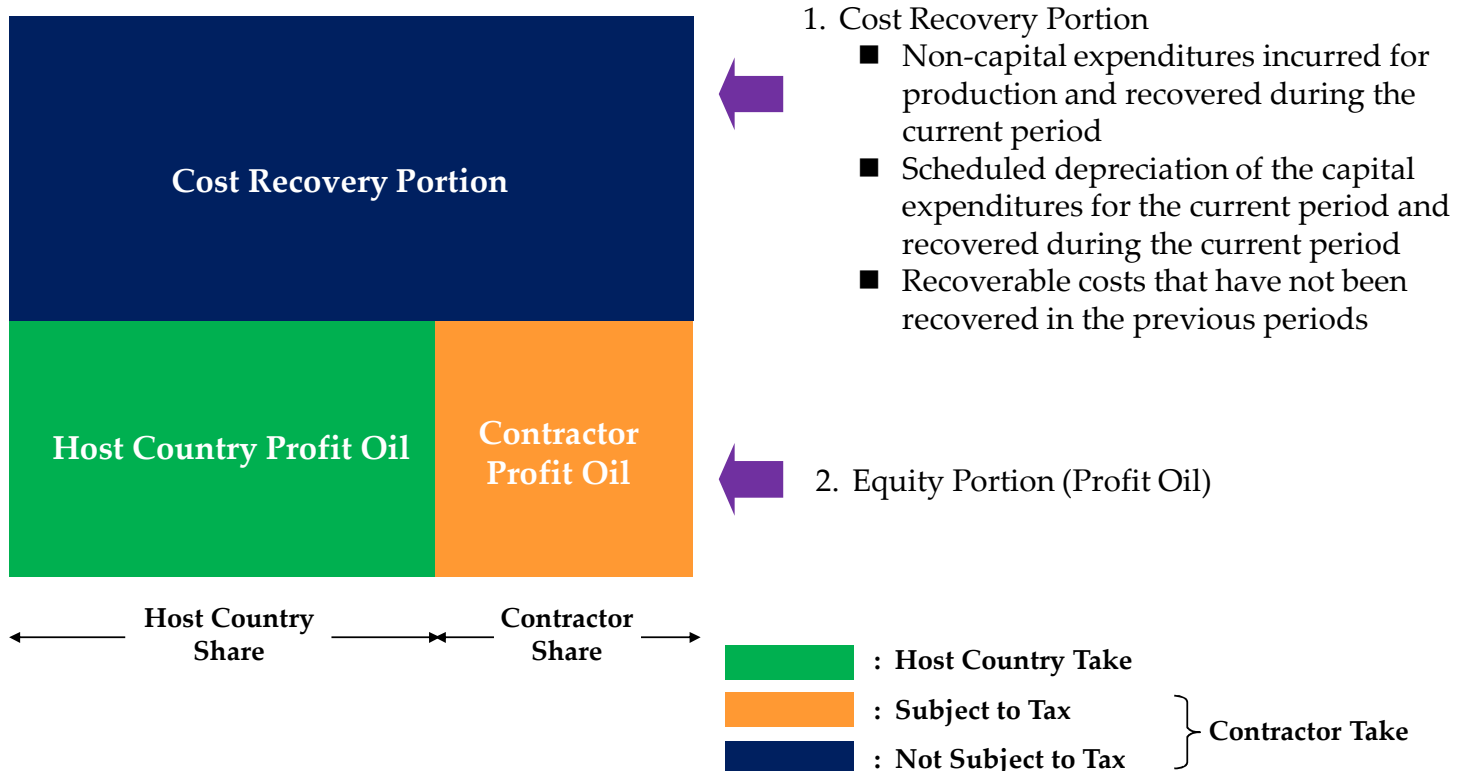 Cost Recovery Portion
Host Country Profit Oil
Contractor
Profit Oil
Host Country
Share
Contractor
Share
1. Cost Recovery Portion
■ Non-capital expenditures incurred for
production and recovered during the
current period
■ Scheduled depreciation of the capital
expenditures for the current period and
recovered during the current period
■ Recoverable costs that have not been
recovered in the previous periods
2. Equity Portion (Profit Oil)
: Host Country Take
: Subject to Tax
: Not Subject to Tax
Contractor Take